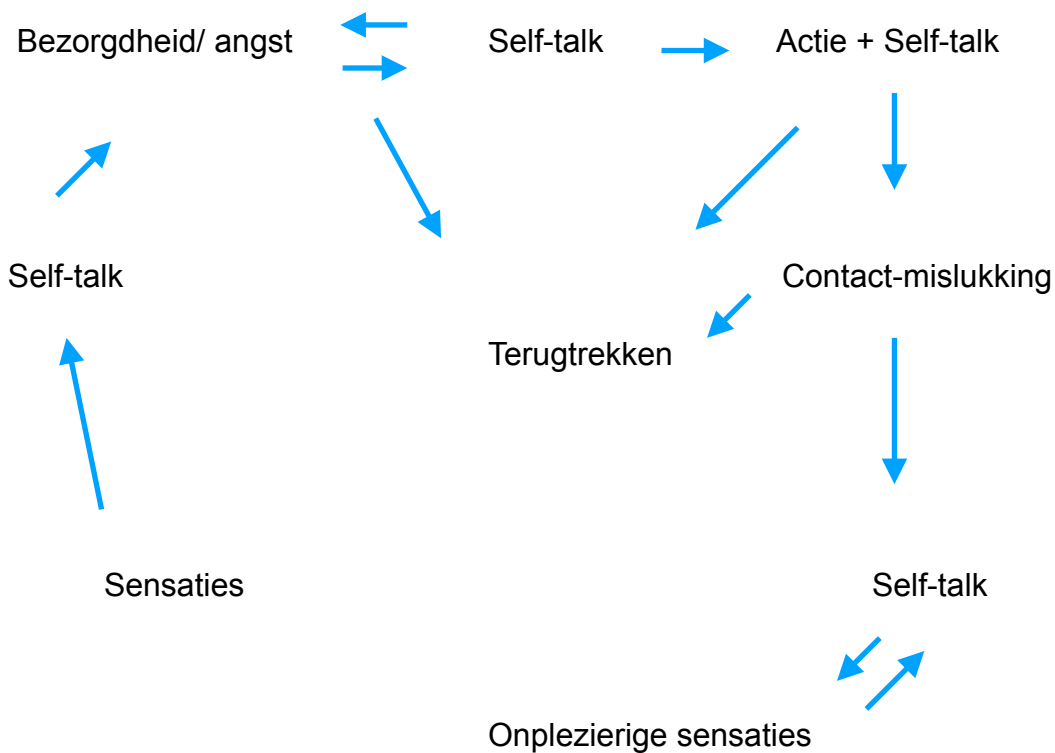 Bezorgdheid/ angst
Self-talk
Actie + Self-talk
Self-talk
Contact-mislukking
Terugtrekken
Sensaties
Self-talk
Onplezierige sensaties